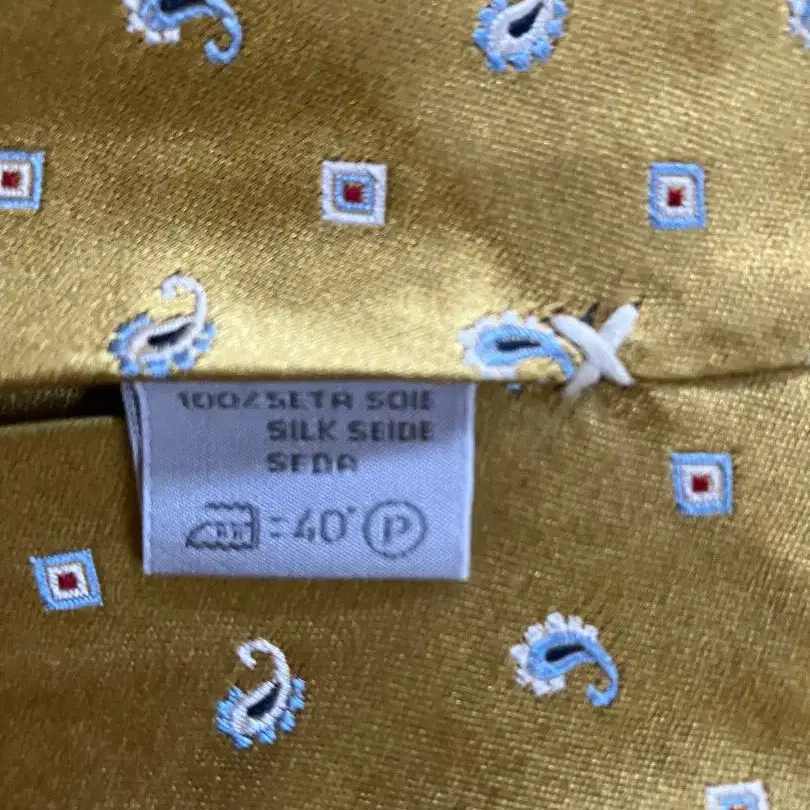 100% SETA SOIE
SILK SEIDE
SEDA
=40° P